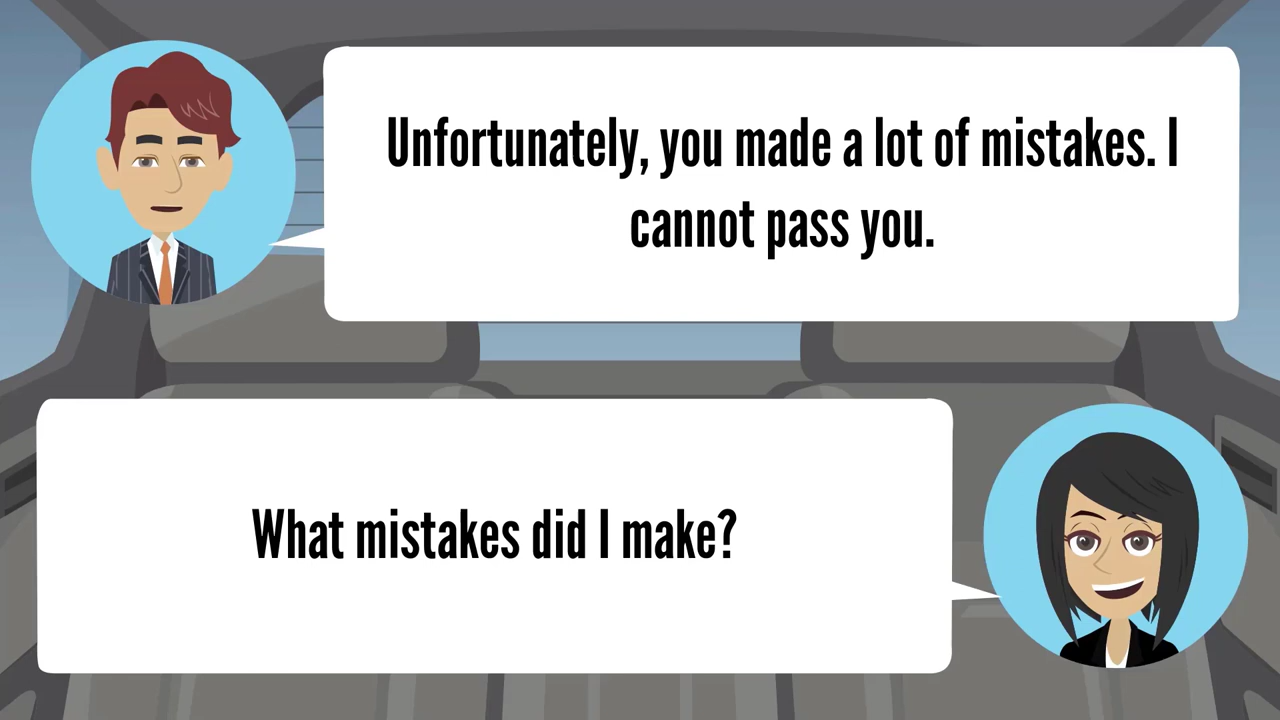 Unfortunately, you made a lot of mistakes. I
cannot pass you.
What mistakes did I make?